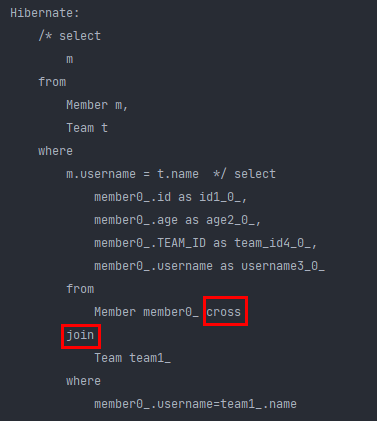 Hibernate:
/* select
m
from
Member m,
Team t
where
m.username = t.name  */ select
member0_.id as id1_0_,
member0_.age as age2_0_,
member0_.TEAM_ID as team_id4_0_,
member0_.username as username3_0_
from
Member member0_ cross
join
Team team1_
where
member0_.username=team1_.name